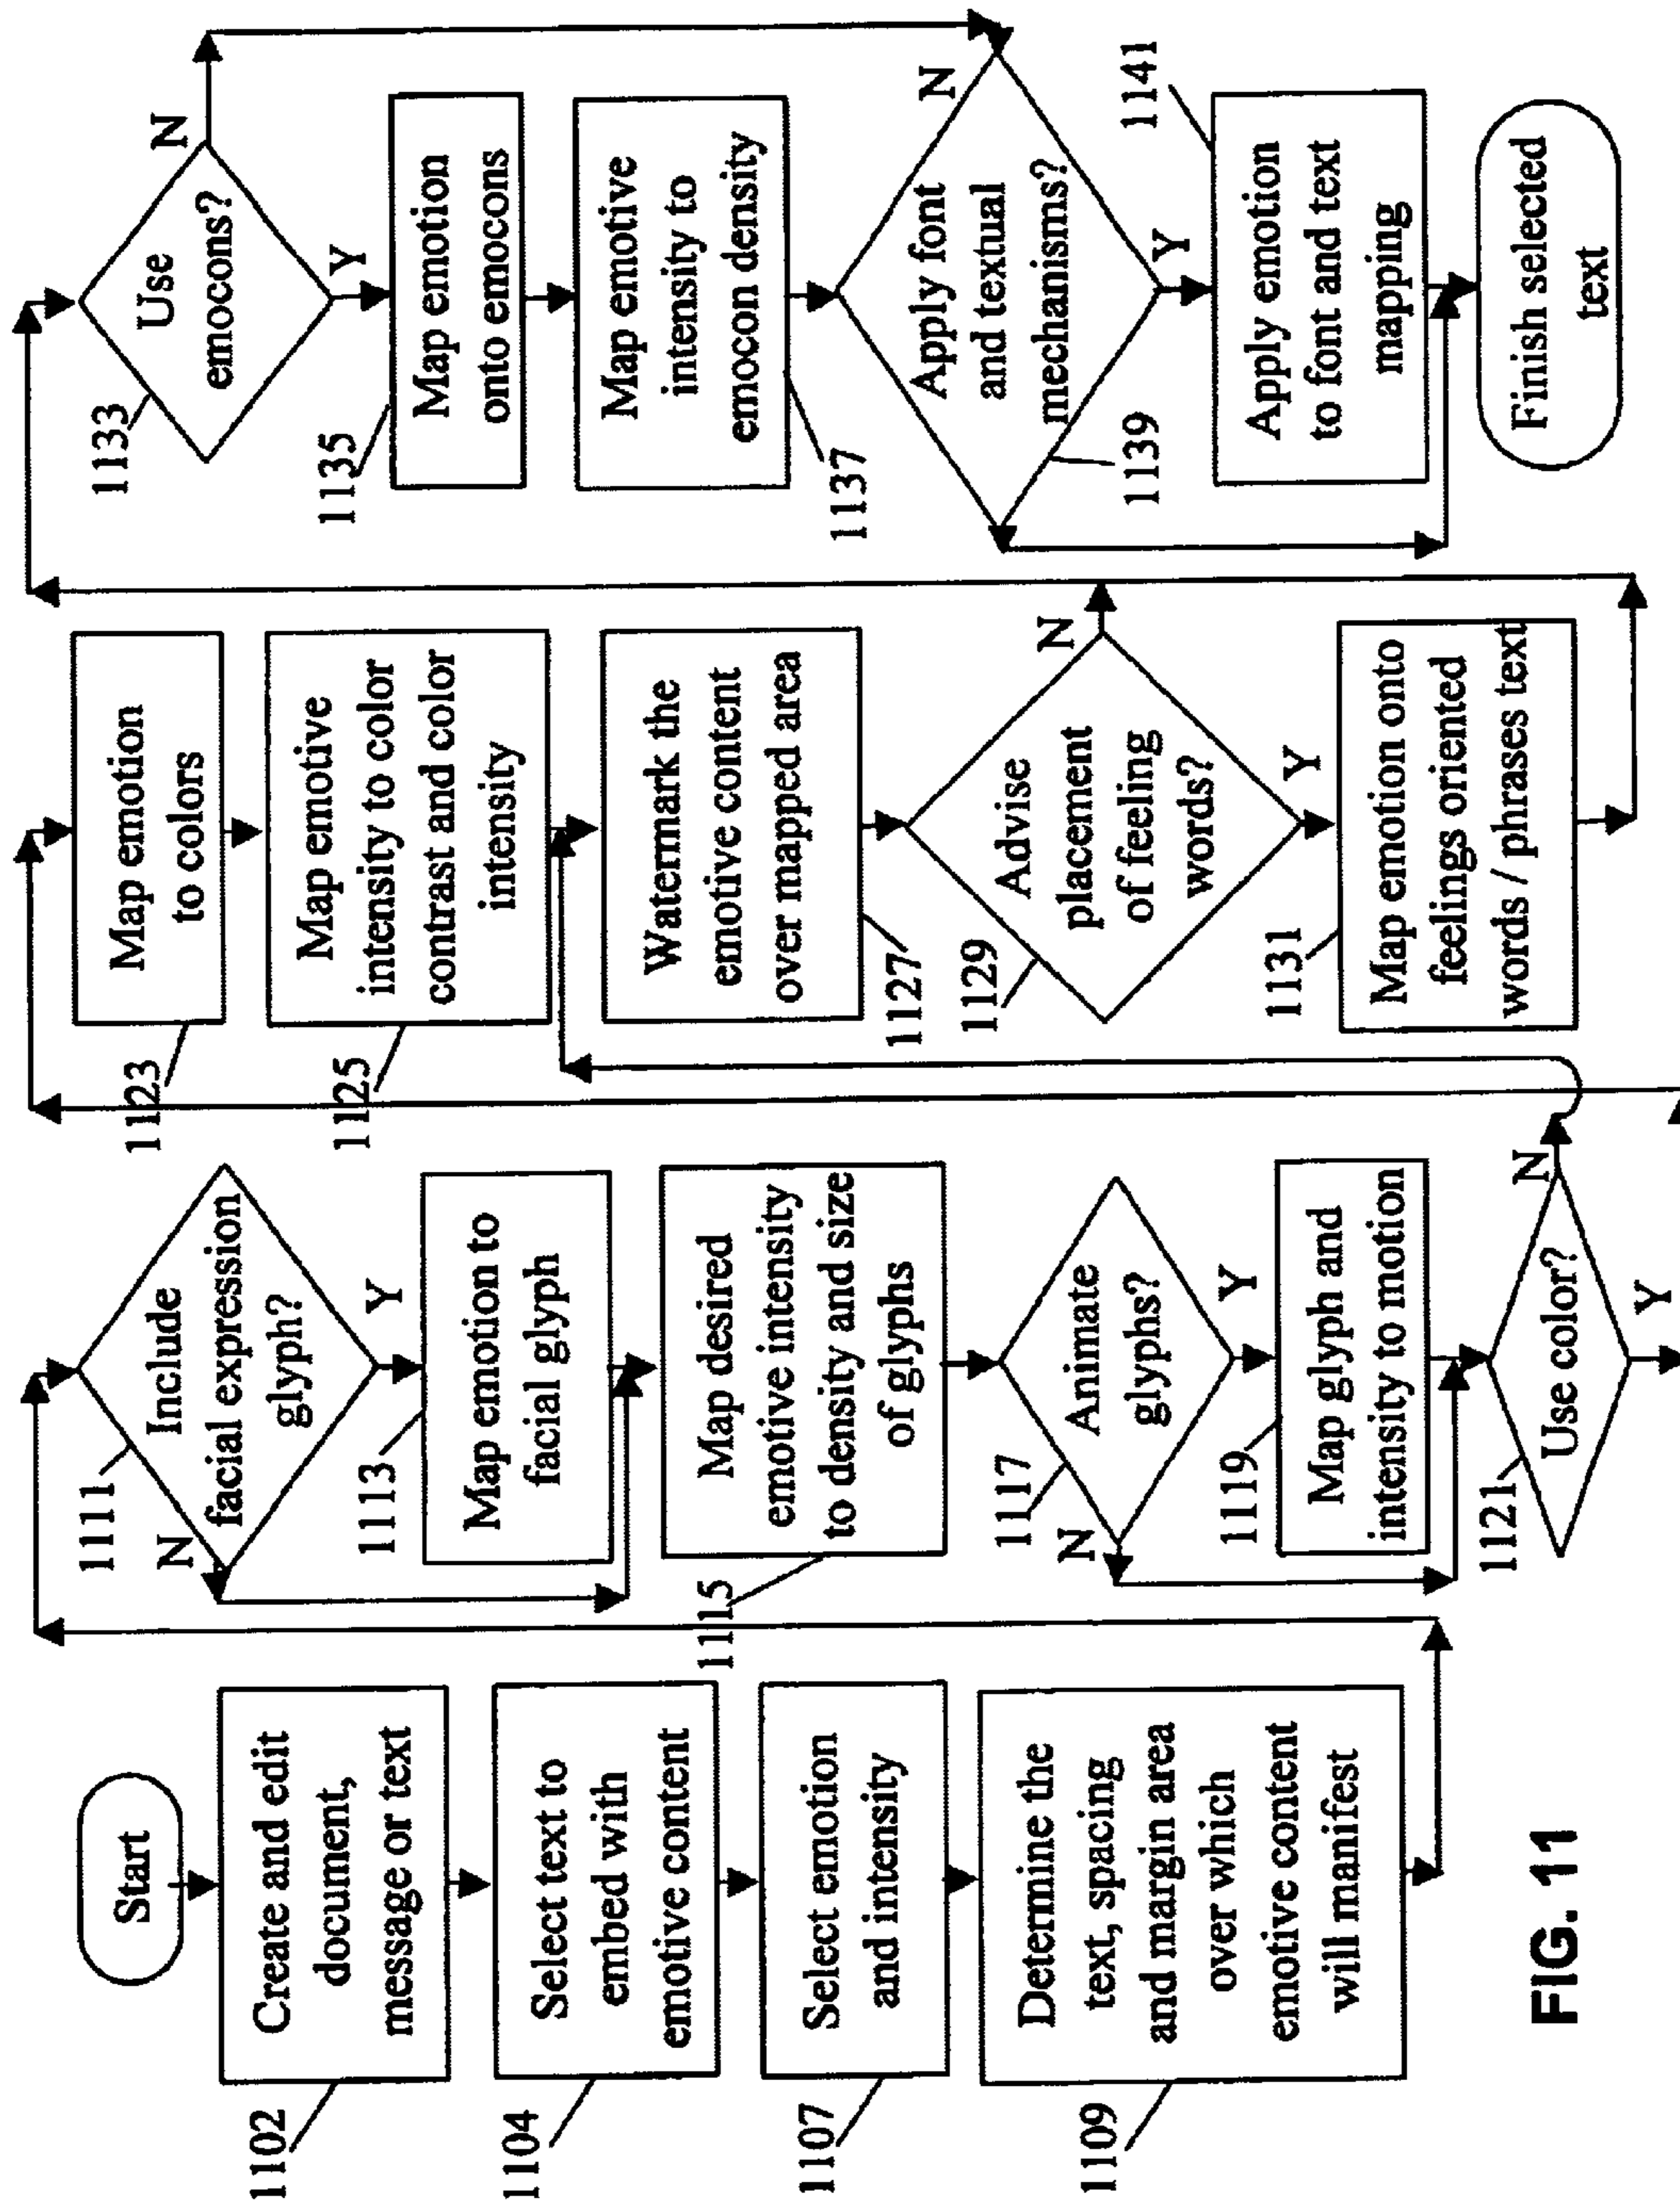 Start
1102
Create and edit
document,
message or text
1104
Select text to
embed with
emotive content
1107
Select emotion
and intensity
1109
Determine the
text, spacing
and margin area
over which
emotive content
will manifest
1111
Include
facial expression
glyph?
N
Y
1113
Map emotion to
facial glyph
1115
Map desired
emotive intensity
to density and size
of glyphs
1117
Animate
glyphs?
N
Y
1119
Map glyph and
intensity to motion
1121
Use color?
N
Y
1123
Map emotion
to colors
1125
Map emotive
intensity to color
contrast and color
intensity
Watermark the
emotive content
over mapped area
1127
1129
Advise
placement
of feeling
words?
N
Y
1131
Map emotion onto
feelings oriented
words / phrases text
1133
Use
emocons?
N
Y
1135
Map emotion
onto emocons
Map emotive
intensity to
emocon density
1137
Apply font
and textual
mechanisms?
N
1139
Y
1141
Apply emotion
to font and text
mapping
Finish selected
text
FIG. 11